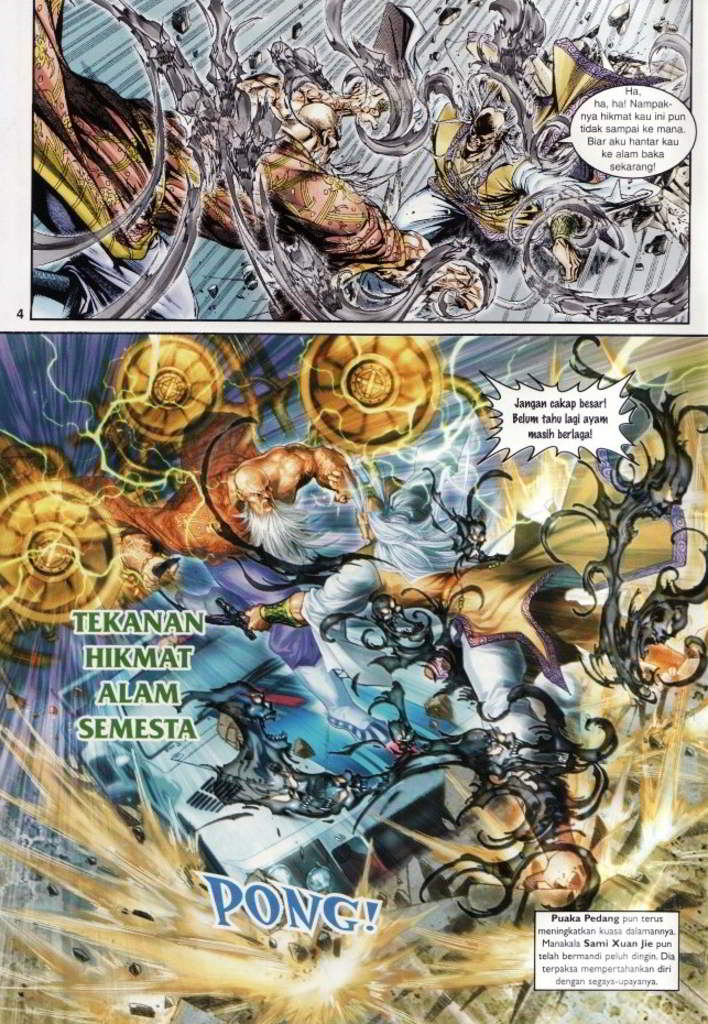 Ha,
ha, ha! Nampak-
nya hikmat kau ini pun
tidak sampai ke mana.
Biar aku hantar kau
ke alam baka
sekarang!
4
Jangan cakap besar!
Belum tahu lagi ayam
masih berlaga!
TEKANAN
HIKMAT
ALAM
SEMESTA
PONG!
Puaka Pedang pun terus
meningkatkan kuasa dalamannya.
Manakala Sami Xuan Jie pun
telah bermandi peluh dingin. Dia
terpaksa mempertahankan diri
dengan segaya-upayanya.